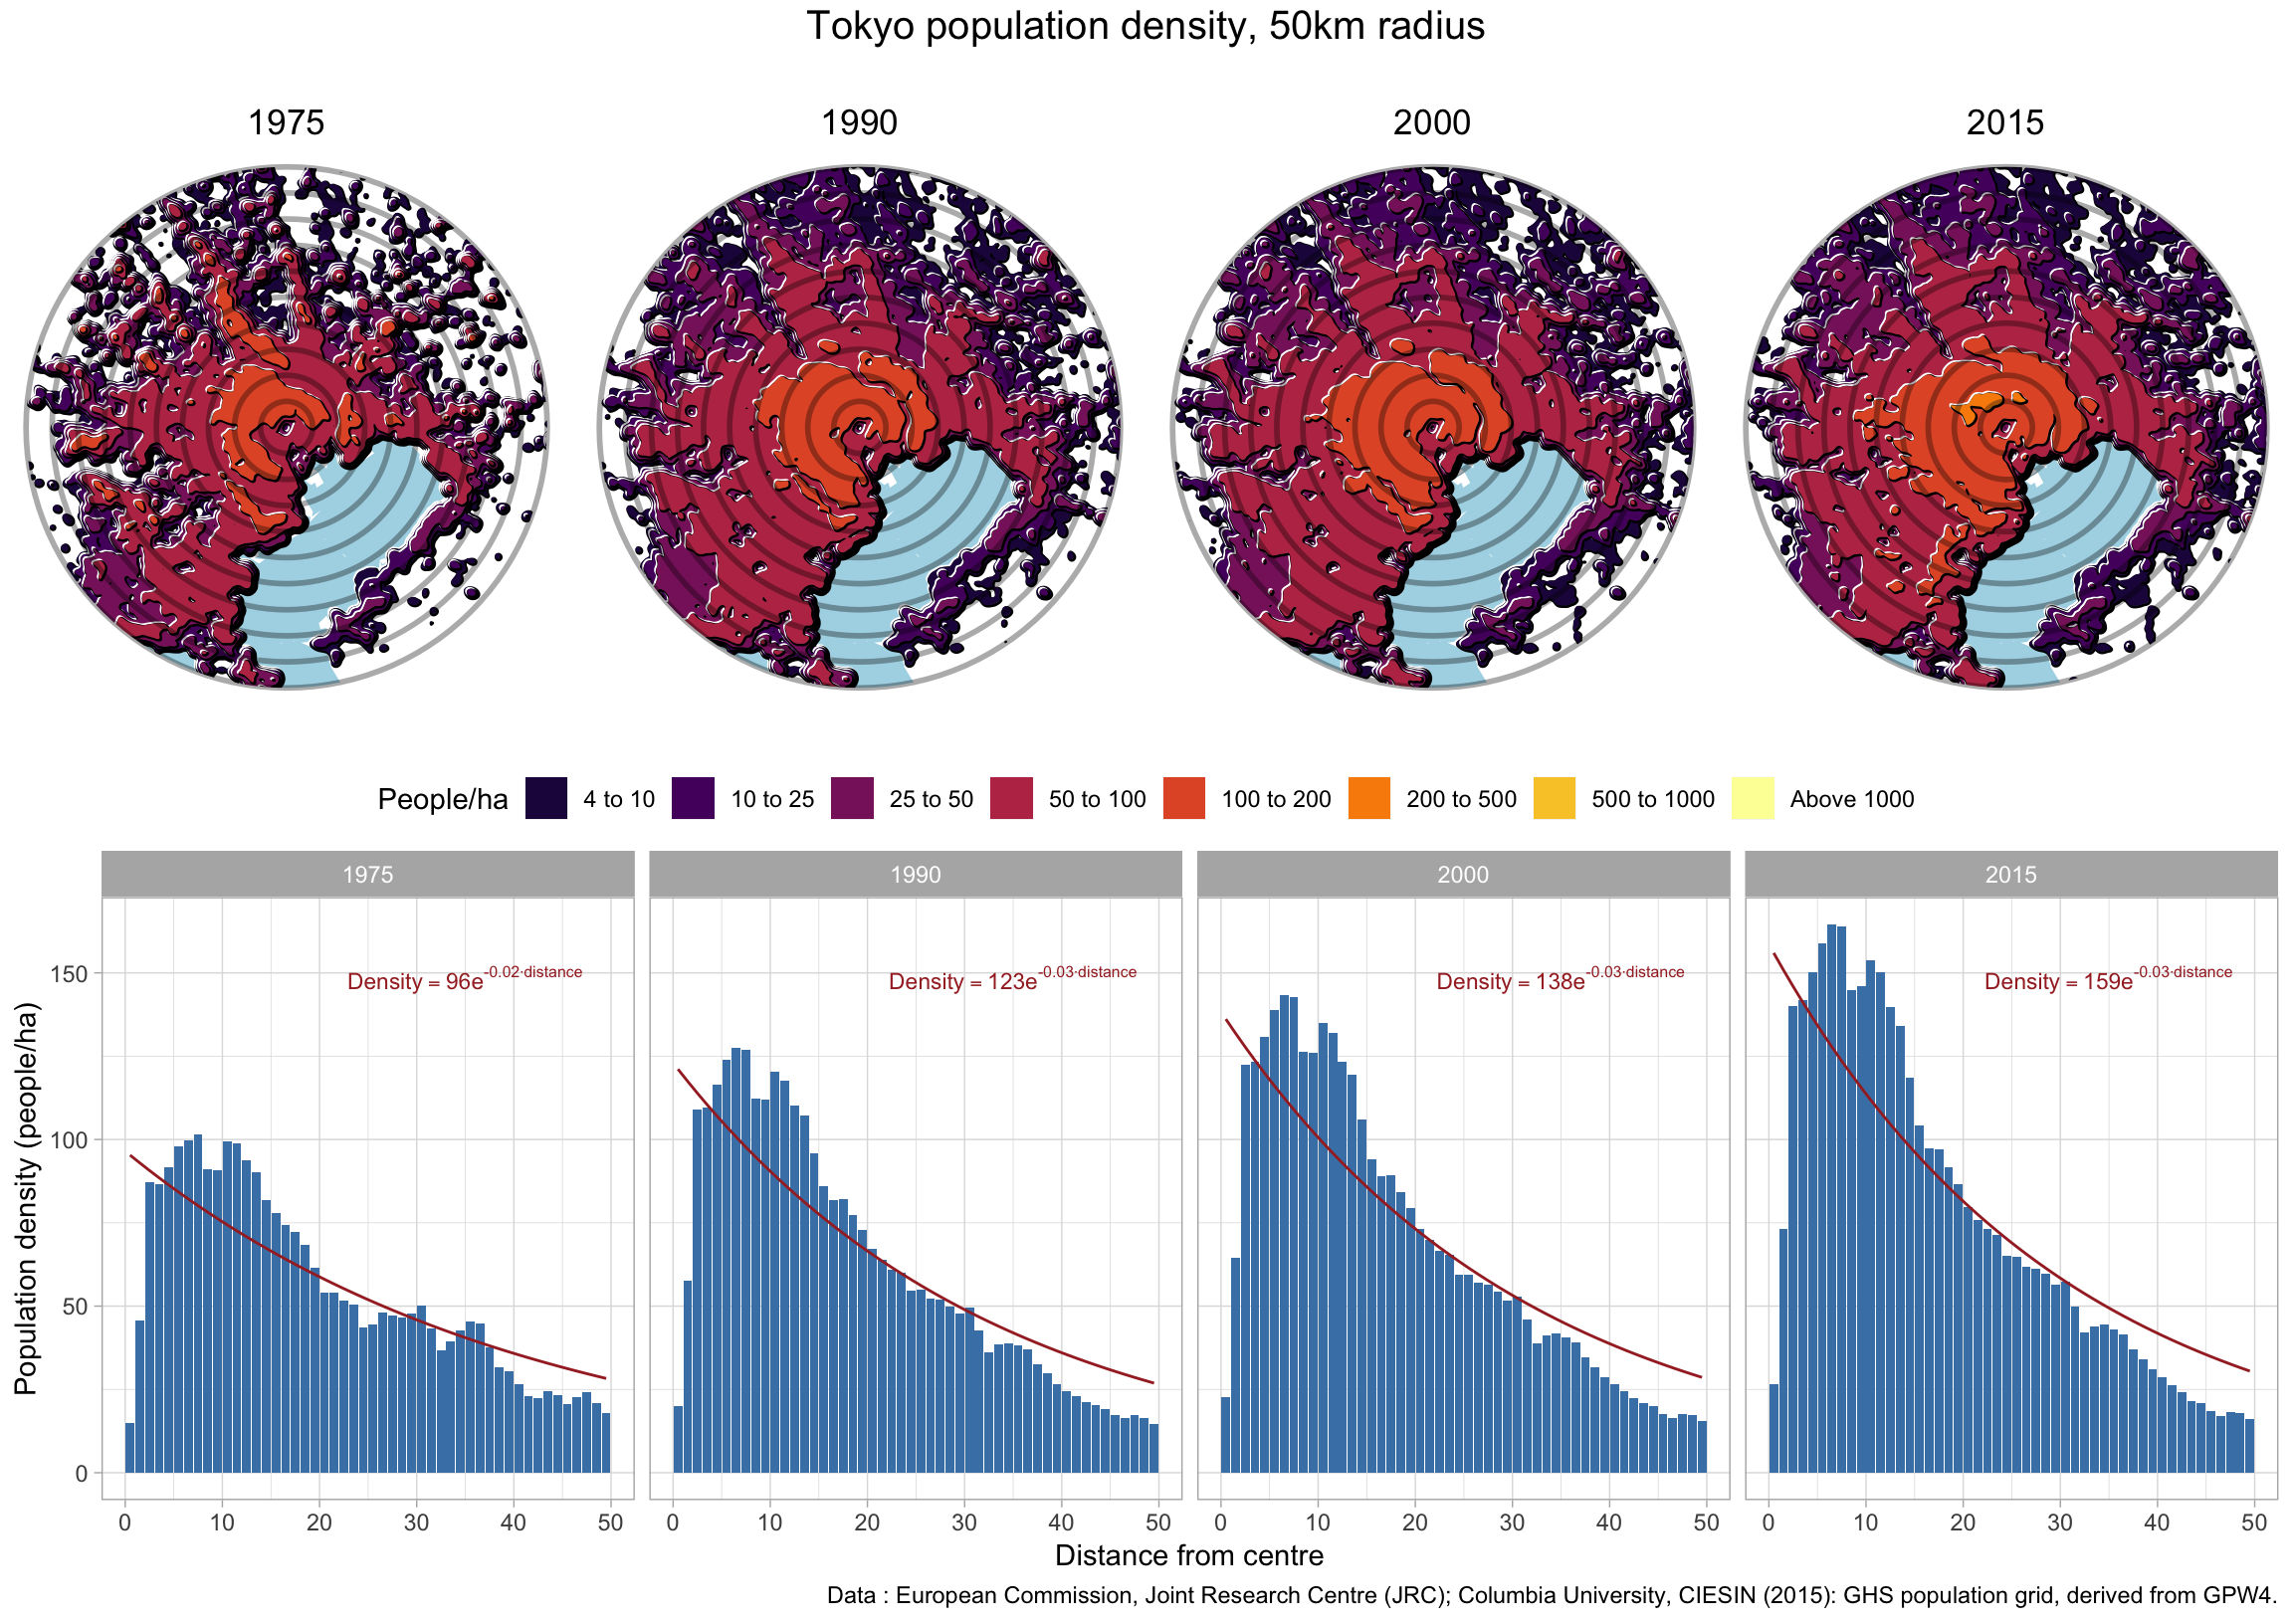 Tokyo population density, 50km radius
1975 1990 2000 2015
People/ha 4 to 10 10 to 25 25 to 50 50 to 100 100 to 200 200 to 500 500 to 1000 Above 1000
1975 1990 2000 2015
Density = 96e-0.02·distance Density = 123e-0.03·distance Density = 138e-0.03·distance Density = 159e-0.03·distance
Population density (people/ha)
150
100
50
0
0 10 20 30 40 50 0 10 20 30 40 50 0 10 20 30 40 50 0 10 20 30 40 50
Distance from centre
Data : European Commission, Joint Research Centre (JRC); Columbia University, CIESIN (2015): GHS population grid, derived from GPW4.